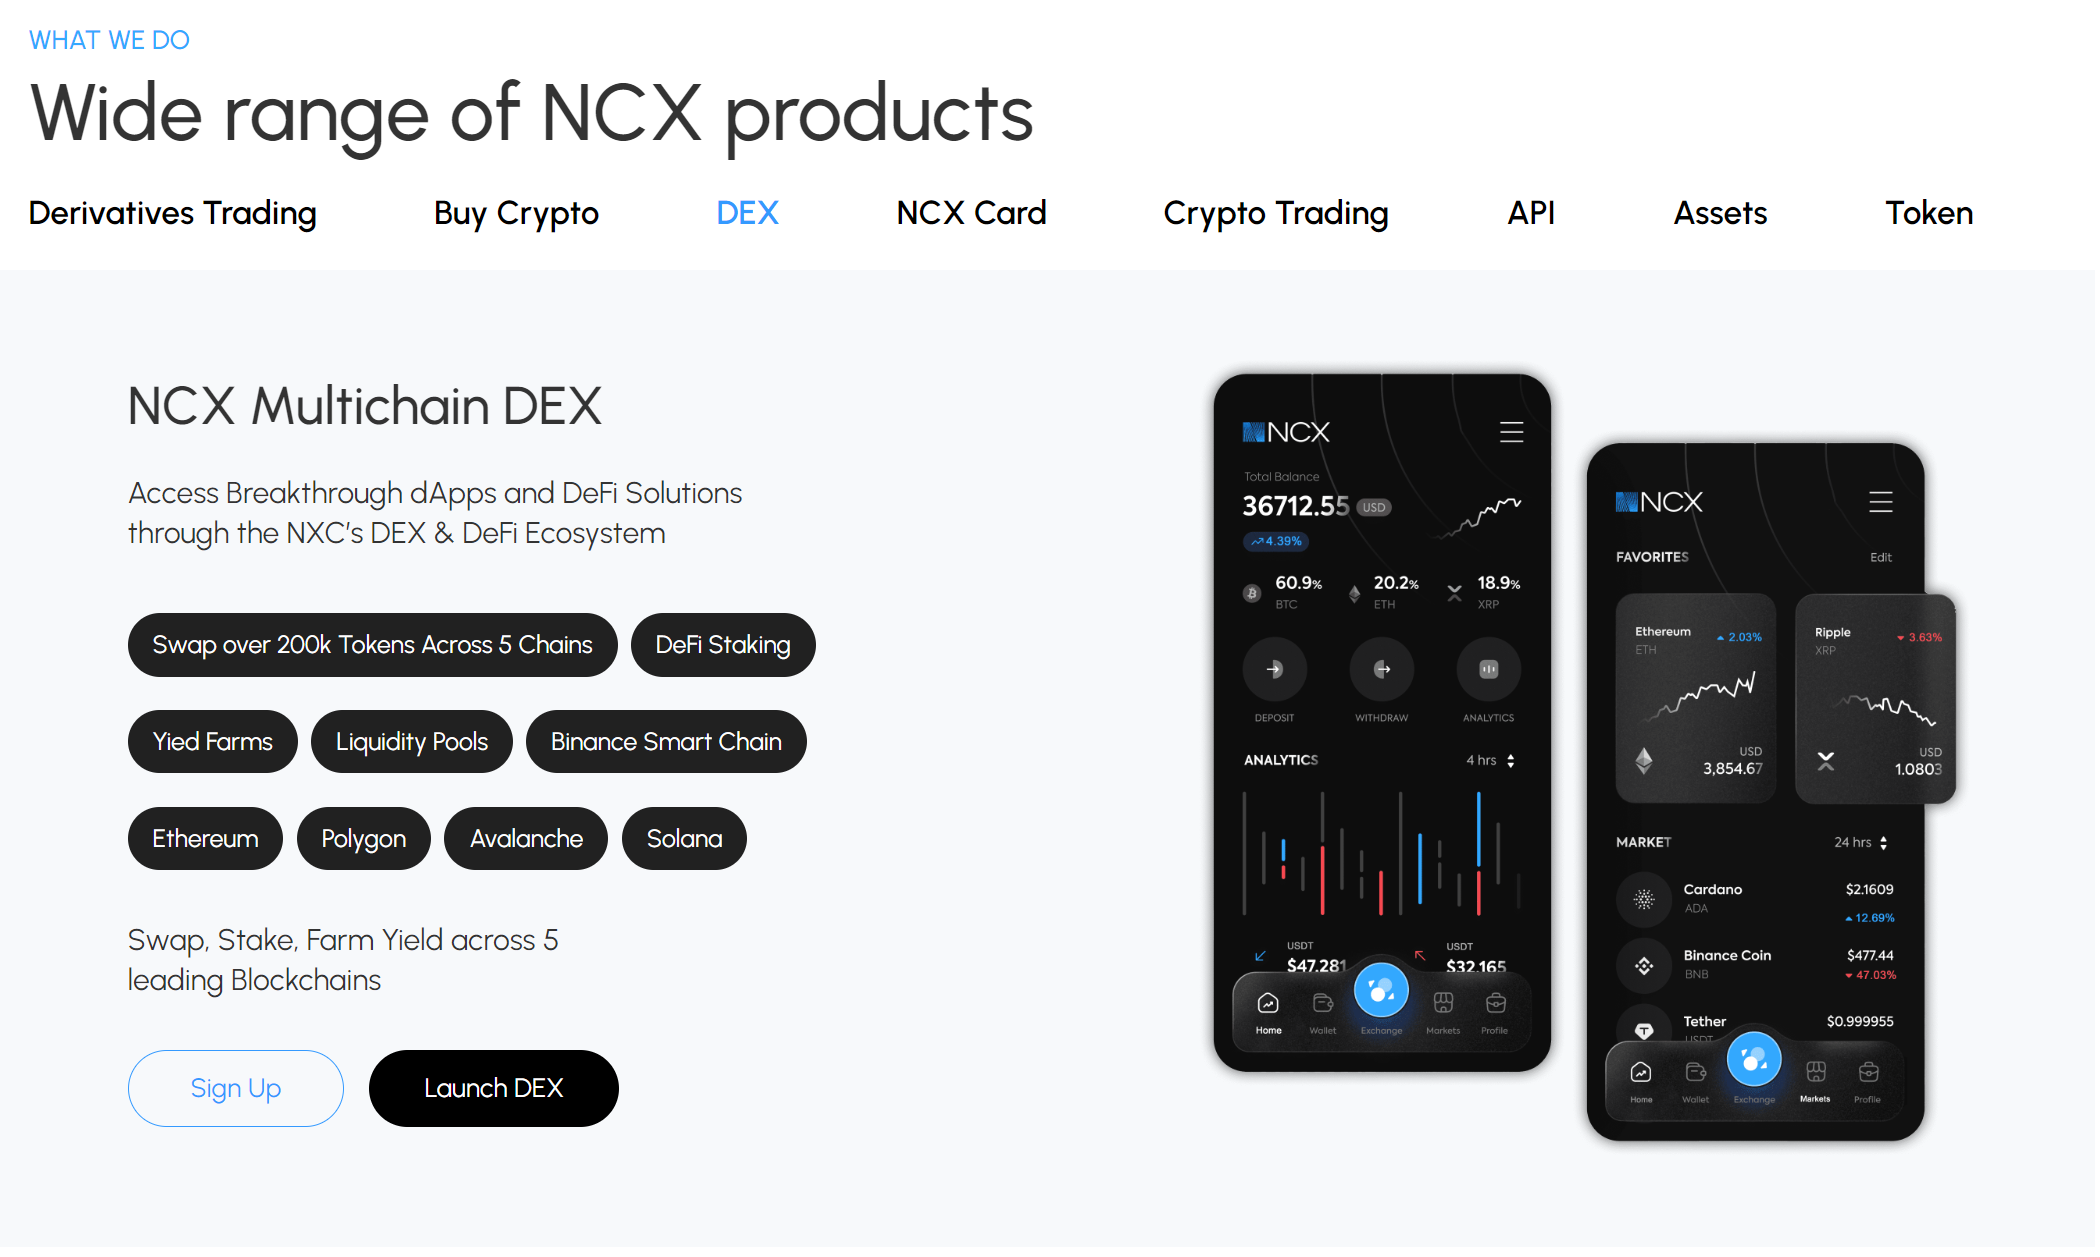 WHAT WE DO
Wide range of NCX products
Derivatives Trading Buy Crypto DEX NCX Card Crypto Trading API Assets Token
NCX Multichain DEX
Access Breakthrough dApps and DeFi Solutions
through the NXC's DEX & DeFi Ecosystem
Swap over 200k Tokens Across 5 Chains DeFi Staking
Yied Farms Liquidity Pools Binance Smart Chain
Ethereum Polygon Avalanche Solana
Swap, Stake, Farm Yield across 5
leading Blockchains
Sign Up Launch DEX
NCX
Total Balance
36712.55 USD
4.39%
60.9% 20.2% 18.9%
BTC ETH XRP
DEPOSIT WITHDRAW ANALYTICS
ANALYTICS 4 hrs
USDT USDT
$47.281 $32.165
Home Wallet Exchange Markets Profile
NCX
FAVORITES Edit
Ethereum 2.03%
ETH
USD
3,854.67
Ripple 3.63%
XRP
USD
1.0803
MARKET 24 hrs
Cardano $2.1609
ADA 12.69%
Binance Coin $477.44
BNB 47.03%
Tether $0.999955
USDT
Home Wallet Exchange Markets Profile